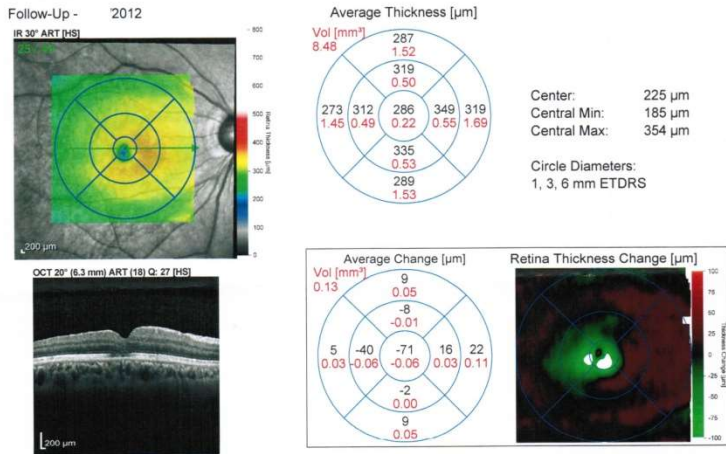 Follow-Up - 2012
IR 30° ART [HS]
200 µm
800
700
600
500
400
300
200
100
0
Retina Thickness [µm]
OCT 20° (6.3 mm) ART (18) Q: 27 [HS]
200 µm
Average Thickness [µm]
Vol [mm³]
8.48
287
1.52
319
0.50
273 312 286 349 319
1.45 0.49 0.22 0.55 1.69
335
0.53
289
1.53
Center: 225 µm
Central Min: 185 µm
Central Max: 354 µm
Circle Diameters:
1, 3, 6 mm ETDRS
Average Change [µm]
Vol [mm³]
0.13
9
0.05
-8
-0.01
5 -40 -71 16 22
0.03 -0.06 -0.06 0.03 0.11
-2
0.00
9
0.05
Retina Thickness Change [µm]
100
75
50
25
0
-25
-50
-75
-100
Thickness Change [µm]